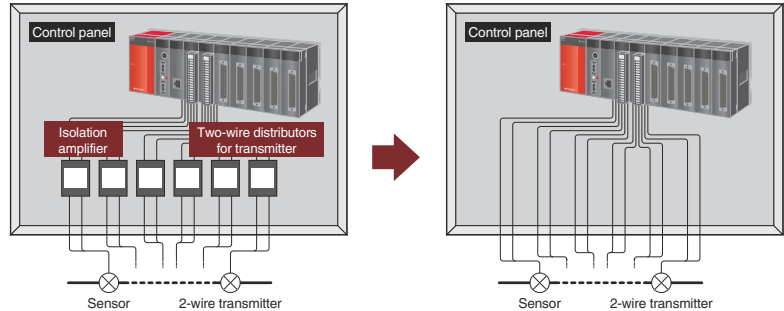 Control panel
Isolation
amplifier
Two-wire distributors
for transmitter
Sensor
2-wire transmitter
Control panel
Sensor
2-wire transmitter